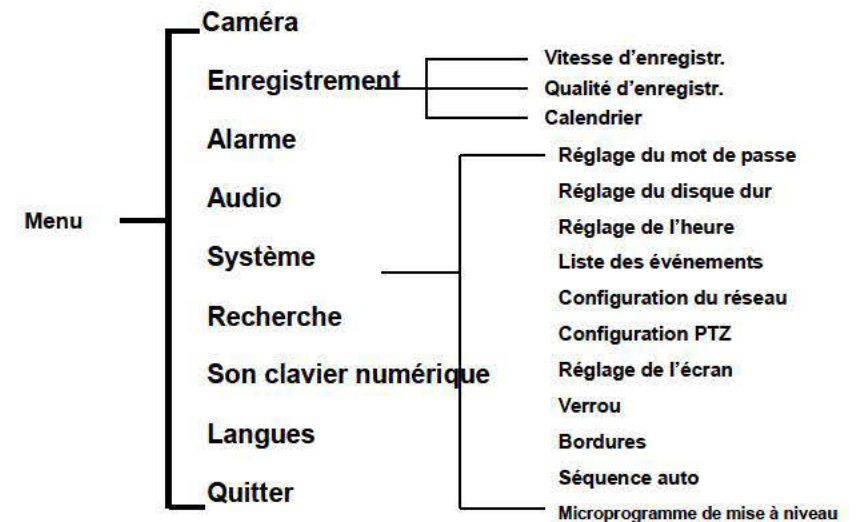 Menu
Caméra
Enregistrement
Vitesse d’enregistr.
Qualité d’enregistr.
Calendrier
Alarme
Audio
Système
Réglage du mot de passe
Réglage du disque dur
Réglage de l’heure
Liste des événements
Configuration du réseau
Configuration PTZ
Réglage de l’écran
Verrou
Bordures
Séquence auto
Microprogramme de mise à niveau
Recherche
Son clavier numérique
Langues
Quitter